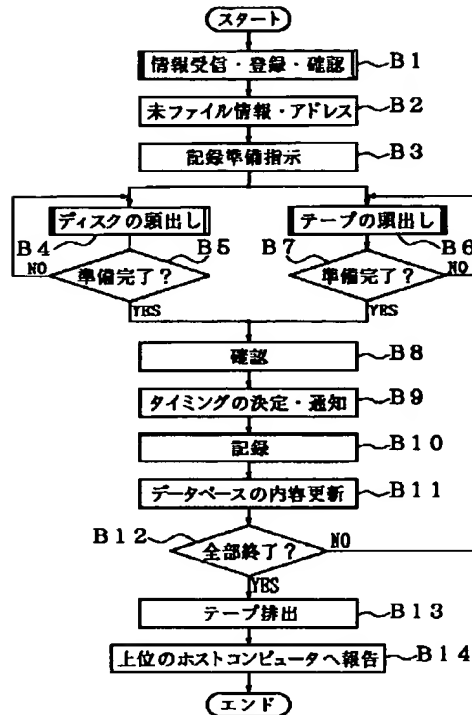 スタート
情報受信・登録・確認 B1
未ファイル情報・アドレス B2
記録準備指示 B3
ディスクの頭出し テープの頭出し
B4 B5 B7 B6
準備完了? NO 準備完了? NO
YES YES
確認 B8
タイミングの決定・通知 B9
記録 B10
データベースの内容更新 B11
B12 全部終了? NO
YES
テープ排出 B13
上位のホストコンピュータへ報告 B14
エンド